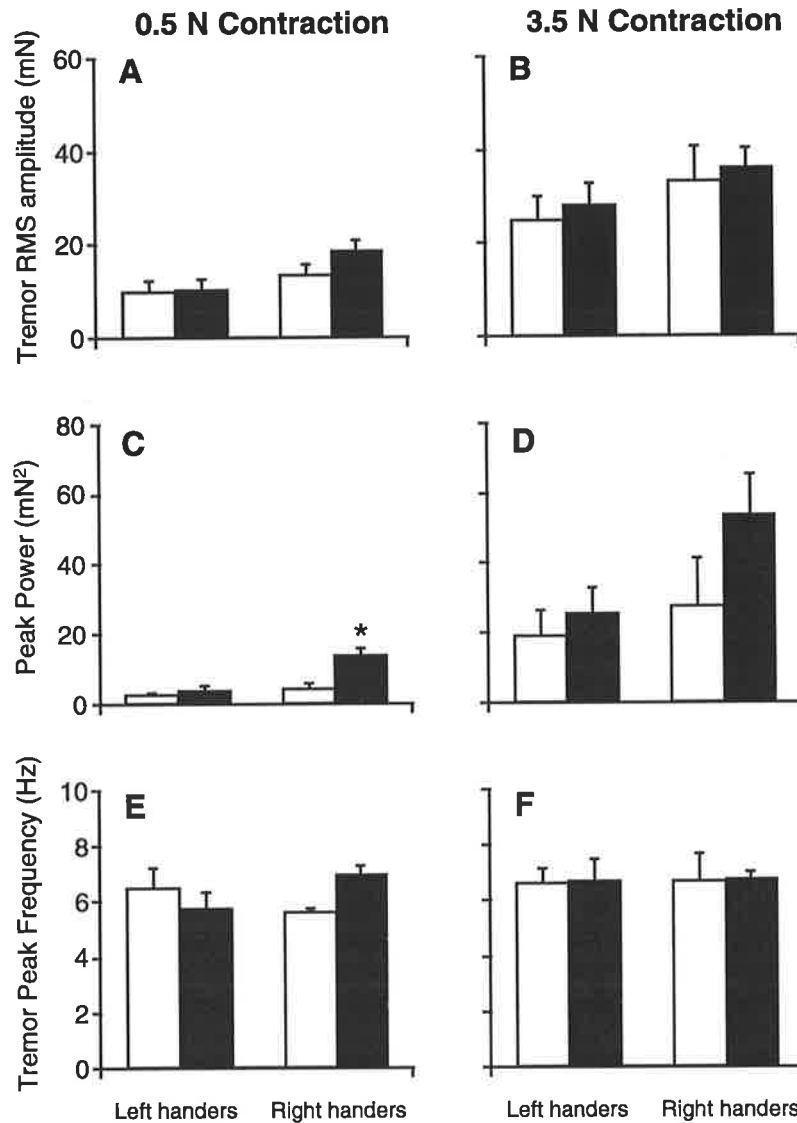 0.5 N Contraction
3.5 N Contraction
Tremor RMS amplitude (mN)
60
40
20
0
A
B
Peak Power (mN²)
80
60
40
20
0
C
*
D
Tremor Peak Frequency (Hz)
10
8
6
4
2
0
E
F
Left handers
Right handers
Left handers
Right handers